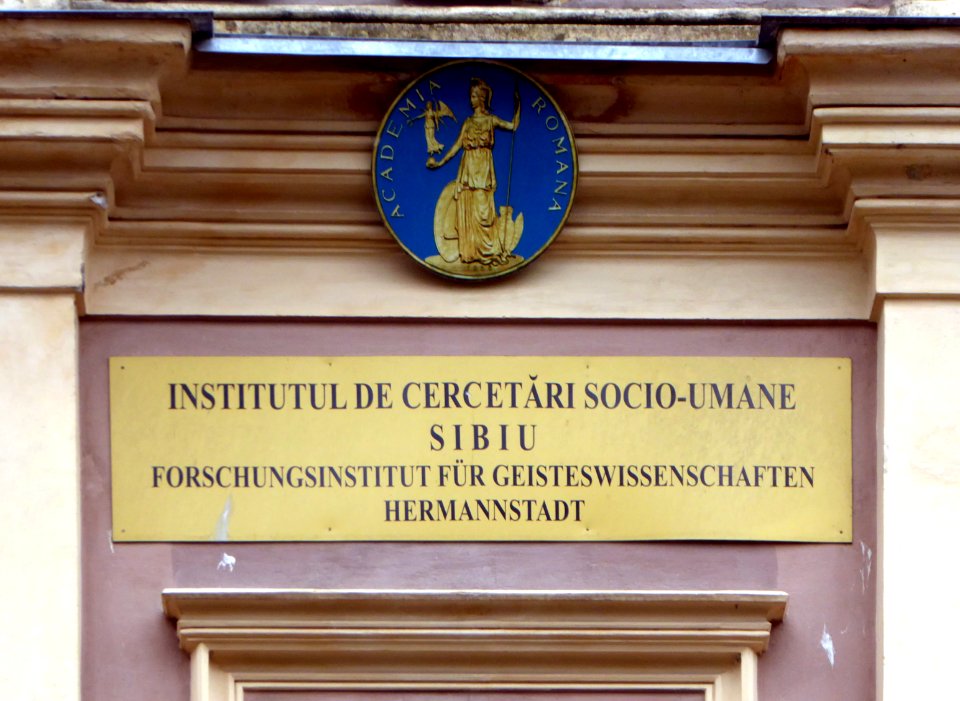 ACADEMIA ROMANA
INSTITUTUL DE CERCETĂRI SOCIO-UMANE
SIBIU
FORSCHUNGSINSTITUT FÜR GEISTESWISSENSCHAFTEN
HERMANNSTADT